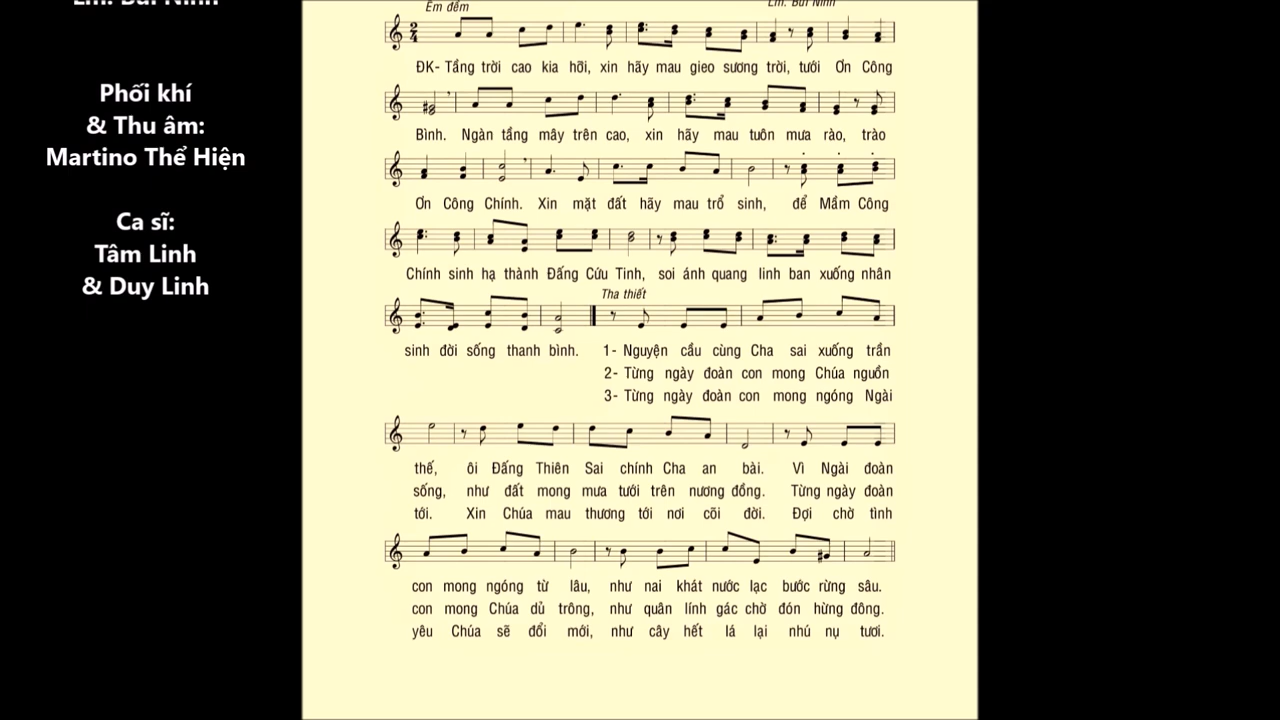 Lm. Bùi Ninh
Phối khí
& Thu âm:
Martino Thể Hiện
Ca sĩ:
Tâm Linh
& Duy Linh
Êm đềm
Lm. Bùi Ninh
ĐK- Tầng trời cao kia hỡi, xin hãy mau gieo sương trời, tưới Ơn Công
Bình. Ngàn tầng mây trên cao, xin hãy mau tuôn mưa rào, trào
Ơn Công Chính. Xin mặt đất hãy mau trổ sinh, để Mầm Công
Chính sinh hạ thành Đấng Cứu Tinh, soi ánh quang linh ban xuống nhân
Tha thiết
sinh đời sống thanh bình. 1- Nguyện cầu cùng Cha sai xuống trần
2- Từng ngày đoàn con mong Chúa nguồn
3- Từng ngày đoàn con mong ngóng Ngài
thế, ôi Đấng Thiên Sai chính Cha an bài. Vì Ngài đoàn
sống, như đất mong mưa tưới trên nương đồng. Từng ngày đoàn
tới. Xin Chúa mau thương tới nơi cõi đời. Đợi chờ tình
con mong ngóng từ lâu, như nai khát nước lạc bước rừng sâu.
con mong Chúa dủ trông, như quân lính gác chờ đón hừng đông.
yêu Chúa sẽ đổi mới, như cây hết lá lại nhú nụ tươi.